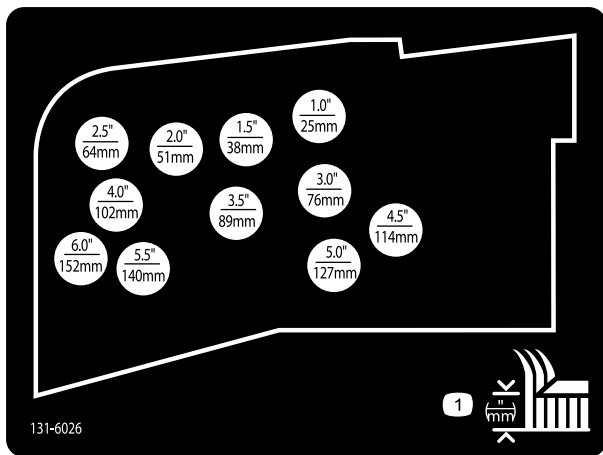 1.0"
25mm
1.5"
38mm
2.0"
51mm
2.5"
64mm
3.0"
76mm
3.5"
89mm
4.0"
102mm
4.5"
114mm
5.0"
127mm
5.5"
140mm
6.0"
152mm
1
(")
(mm)
131-6026